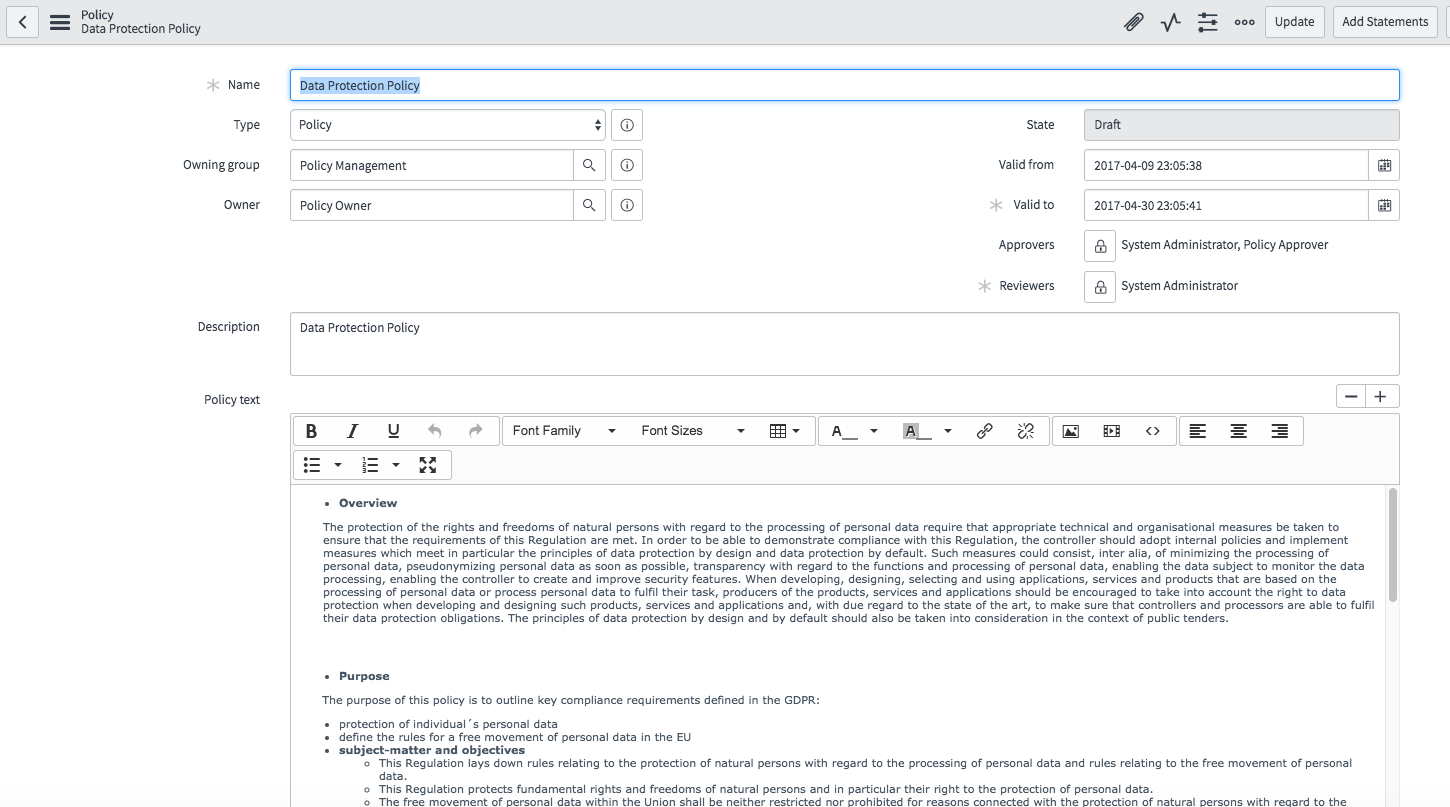 Policy
Data Protection Policy
Update
Add Statements
Name
Data Protection Policy
Type
Policy
State
Draft
Owning group
Policy Management
Valid from
2017-04-09 23:05:38
Owner
Policy Owner
Valid to
2017-04-30 23:05:41
Approvers
System Administrator, Policy Approver
Reviewers
System Administrator
Description
Data Protection Policy
Policy text
B I U Font Family Font Sizes A A
• Overview
The protection of the rights and freedoms of natural persons with regard to the processing of personal data require that appropriate technical and organisational measures be taken to
ensure that the requirements of this Regulation are met. In order to be able to demonstrate compliance with this Regulation, the controller should adopt internal policies and implement
measures which meet in particular the principles of data protection by design and data protection by default. Such measures could consist, inter alia, of minimizing the processing of
personal data, pseudonymizing personal data as soon as possible, transparency with regard to the functions and processing of personal data, enabling the data subject to monitor the data
processing, enabling the controller to create and improve security features. When developing, designing, selecting and using applications, services and products that are based on the
processing of personal data or process personal data to fulfil their task, producers of the products, services and applications should be encouraged to take into account the right to data
protection when developing and designing such products, services and applications and, with due regard to the state of the art, to make sure that controllers and processors are able to fulfil
their data protection obligations. The principles of data protection by design and by default should also be taken into consideration in the context of public tenders.
• Purpose
The purpose of this policy is to outline key compliance requirements defined in the GDPR:
• protection of individual´s personal data
• define the rules for a free movement of personal data in the EU
• subject-matter and objectives
◦ This Regulation lays down rules relating to the protection of natural persons with regard to the processing of personal data and rules relating to the free movement of personal
data.
◦ This Regulation protects fundamental rights and freedoms of natural persons and in particular their right to the protection of personal data.
◦ The free movement of personal data within the Union shall be neither restricted nor prohibited for reasons connected with the protection of natural persons with regard to the